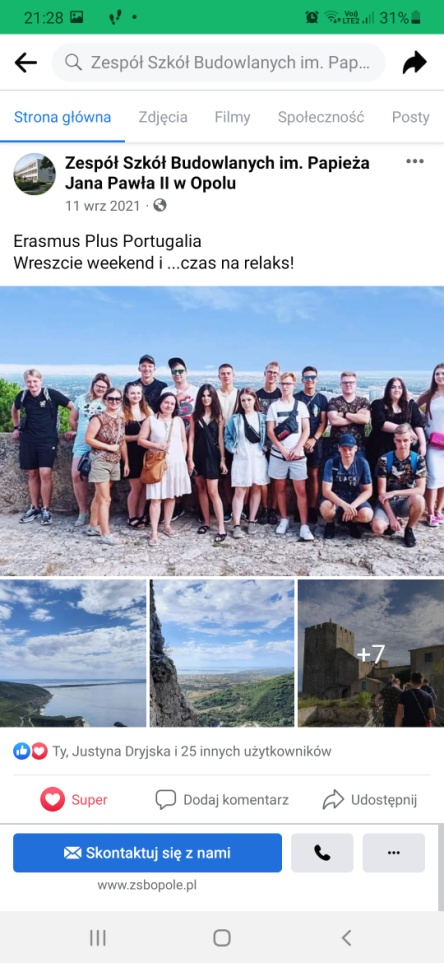 21:28
Vo)) LTE2 31%
Zespół Szkół Budowlanych im. Pap...
Strona główna Zdjęcia Filmy Społeczność Posty
Zespół Szkół Budowlanych im. Papieża
Jana Pawła II w Opolu
11 wrz 2021
Erasmus Plus Portugalia
Wreszcie weekend i ...czas na relaks!
+7
Ty, Justyna Dryjska i 25 innych użytkowników
Super Dodaj komentarz Udostępnij
Skontaktuj się z nami
www.zsbopole.pl